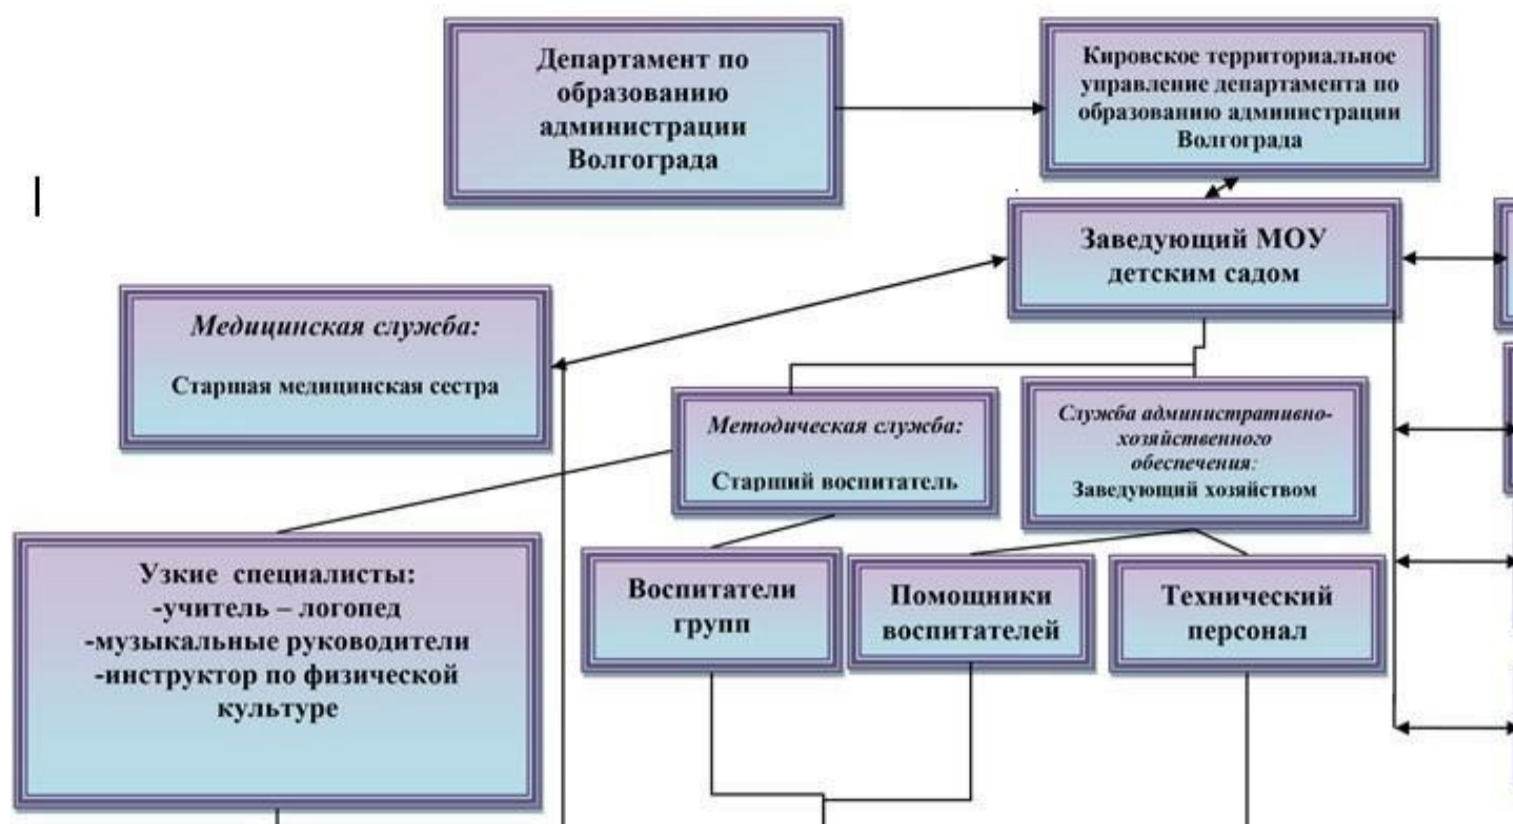 Департамент по
образованию
администрации
Волгограда
Кировское территориальное
управление департамента по
образованию администрации
Волгограда
Заведующий МОУ
детским садом
Медицинская служба:
Старшая медицинская сестра
Методическая служба:
Старший воспитатель
Служба административно-
хозяйственного
обеспечения:
Заведующий хозяйством
Узкие специалисты:
-учитель – логопед
-музыкальные руководители
-инструктор по физической
культуре
Воспитатели
групп
Помощники
воспитателей
Технический
персонал